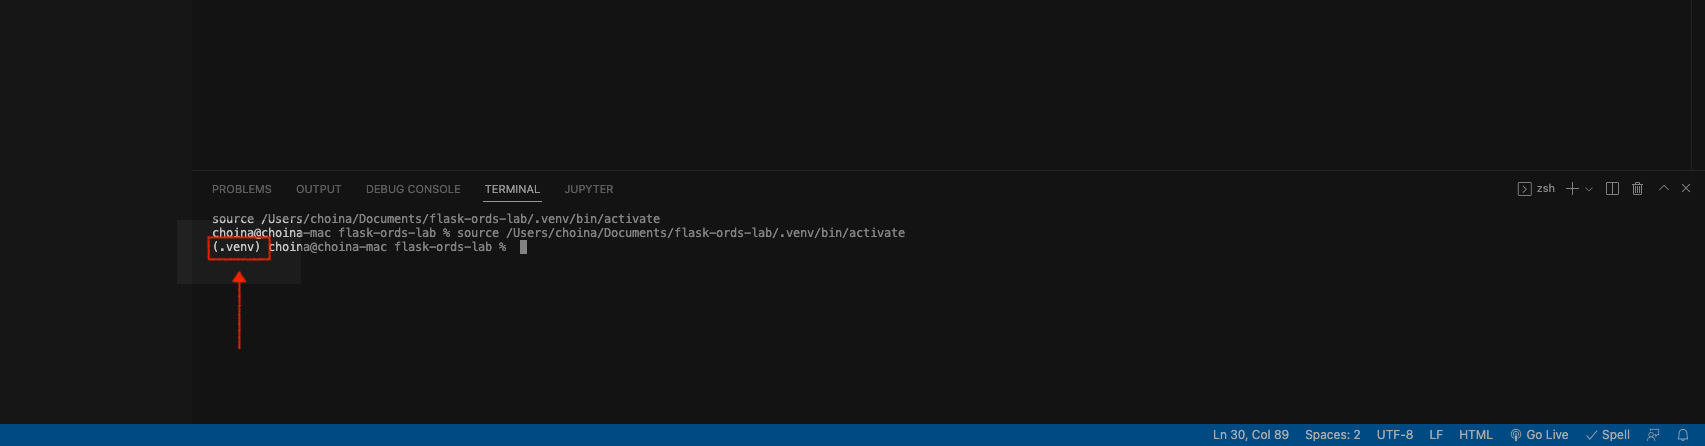 PROBLEMS OUTPUT DEBUG CONSOLE TERMINAL JUPYTER zsh
source /Users/choina/Documents/flask-ords-lab/.venv/bin/activate
choina@choina-mac flask-ords-lab % source /Users/choina/Documents/flask-ords-lab/.venv/bin/activate
(.venv) choina@choina-mac flask-ords-lab %
Ln 30, Col 89 Spaces: 2 UTF-8 LF HTML Go Live Spell